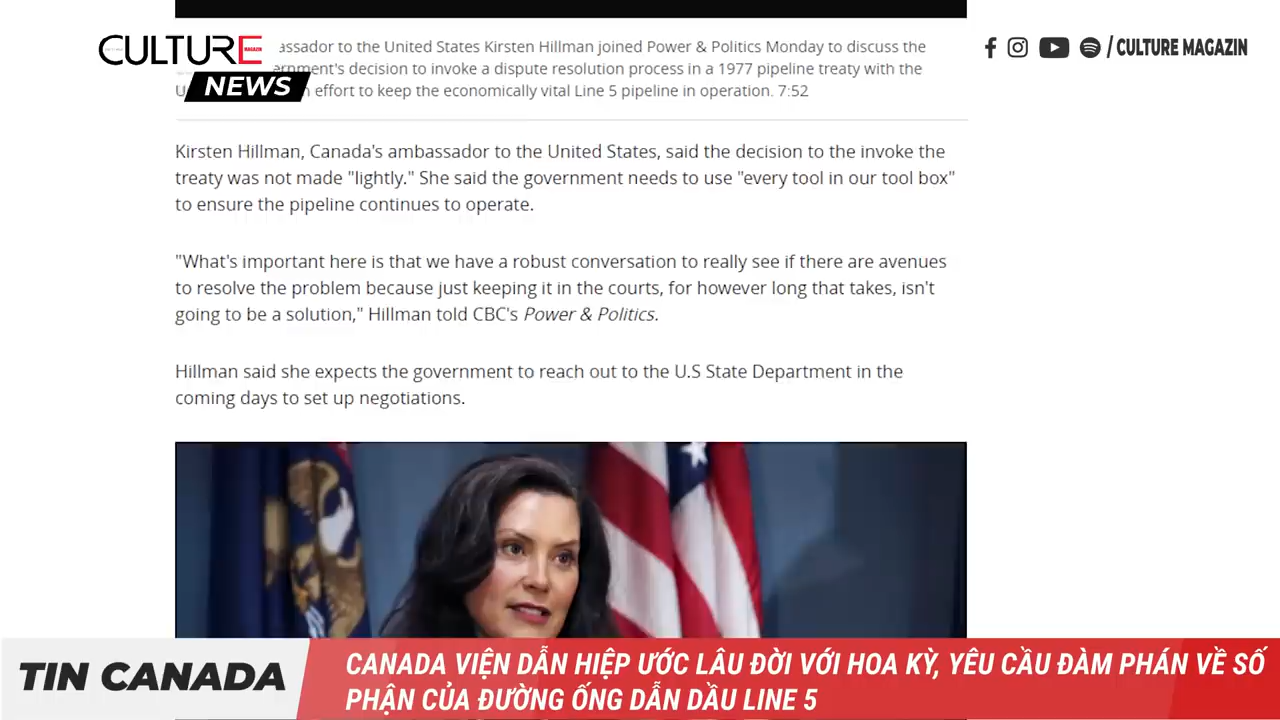 CULTURE
MAGAZIN
NEWS
/ CULTURE MAGAZIN
assador to the United States Kirsten Hillman joined Power & Politics Monday to discuss the
ernment's decision to invoke a dispute resolution process in a 1977 pipeline treaty with the
U effort to keep the economically vital Line 5 pipeline in operation. 7:52
Kirsten Hillman, Canada's ambassador to the United States, said the decision to the invoke the
treaty was not made "lightly." She said the government needs to use "every tool in our tool box"
to ensure the pipeline continues to operate.
"What's important here is that we have a robust conversation to really see if there are avenues
to resolve the problem because just keeping it in the courts, for however long that takes, isn't
going to be a solution," Hillman told CBC's Power & Politics.
Hillman said she expects the government to reach out to the U.S State Department in the
coming days to set up negotiations.
TIN CANADA
CANADA VIỆN DẪN HIỆP ƯỚC LÂU ĐỜI VỚI HOA KỲ, YÊU CẦU ĐÀM PHÁN VỀ SỐ
PHẬN CỦA ĐƯỜNG ỐNG DẪN DẦU LINE 5